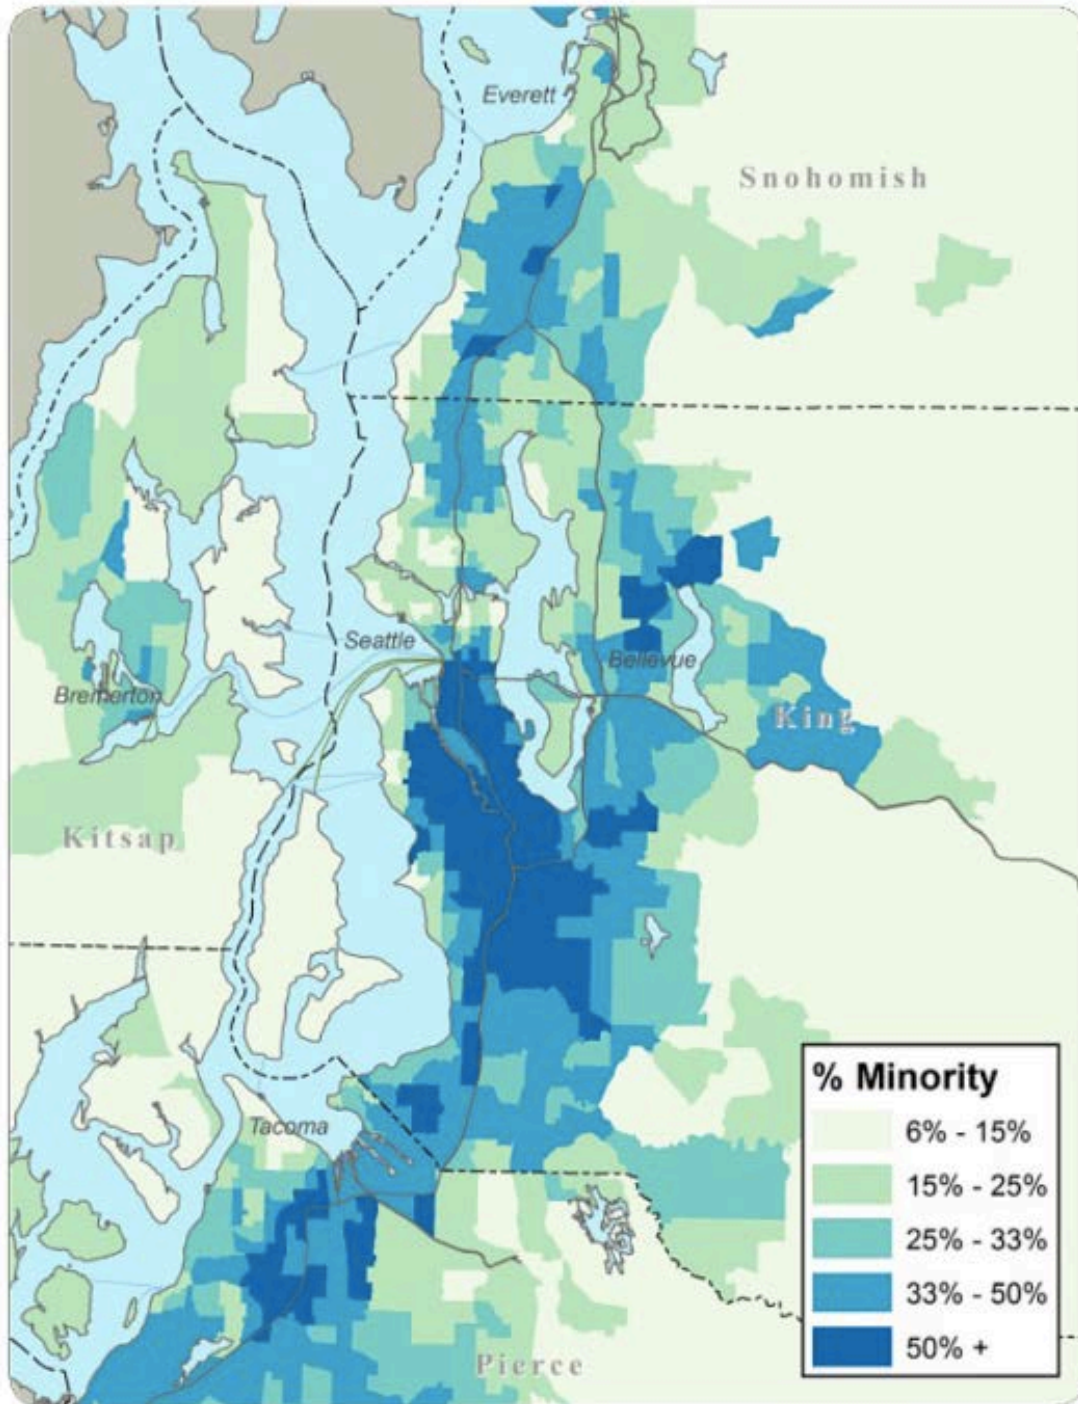 Everett
Snohomish
Seattle
Bellevue
Bremerton
King
Kitsap
Tacoma
Pierce
% Minority
6% - 15%
15% - 25%
25% - 33%
33% - 50%
50% +